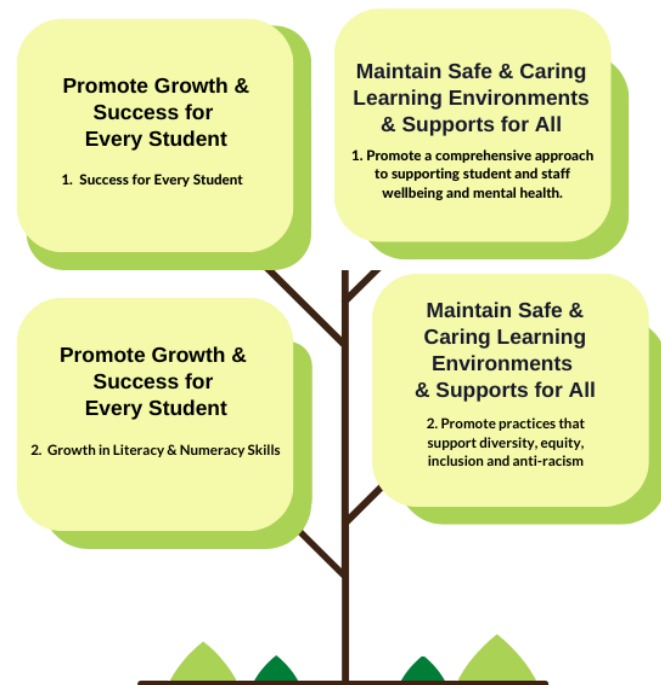 Promote Growth &
Success for
Every Student
1. Success for Every Student
Maintain Safe & Caring
Learning Environments
& Supports for All
1. Promote a comprehensive approach
to supporting student and staff
wellbeing and mental health.
Promote Growth &
Success for
Every Student
2. Growth in Literacy & Numeracy Skills
Maintain Safe &
Caring Learning
Environments
& Supports for All
2. Promote practices that
support diversity, equity,
inclusion and anti-racism